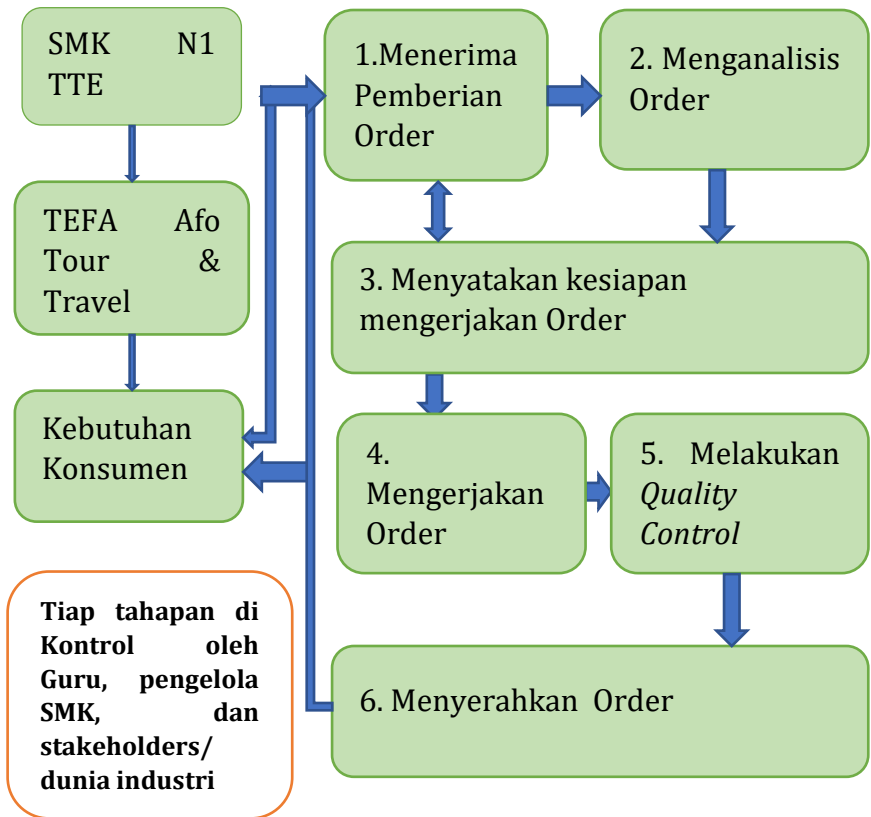 SMK N1
TTE
TEFA Afo
Tour &
Travel
Kebutuhan
Konsumen
Tiap tahapan di
Kontrol oleh
Guru, pengelola
SMK, dan
stakeholders/
dunia industri
1.Menerima
Pemberian
Order
2. Menganalisis
Order
3. Menyatakan kesiapan
mengerjakan Order
4.
Mengerjakan
Order
5. Melakukan
Quality
Control
6. Menyerahkan Order